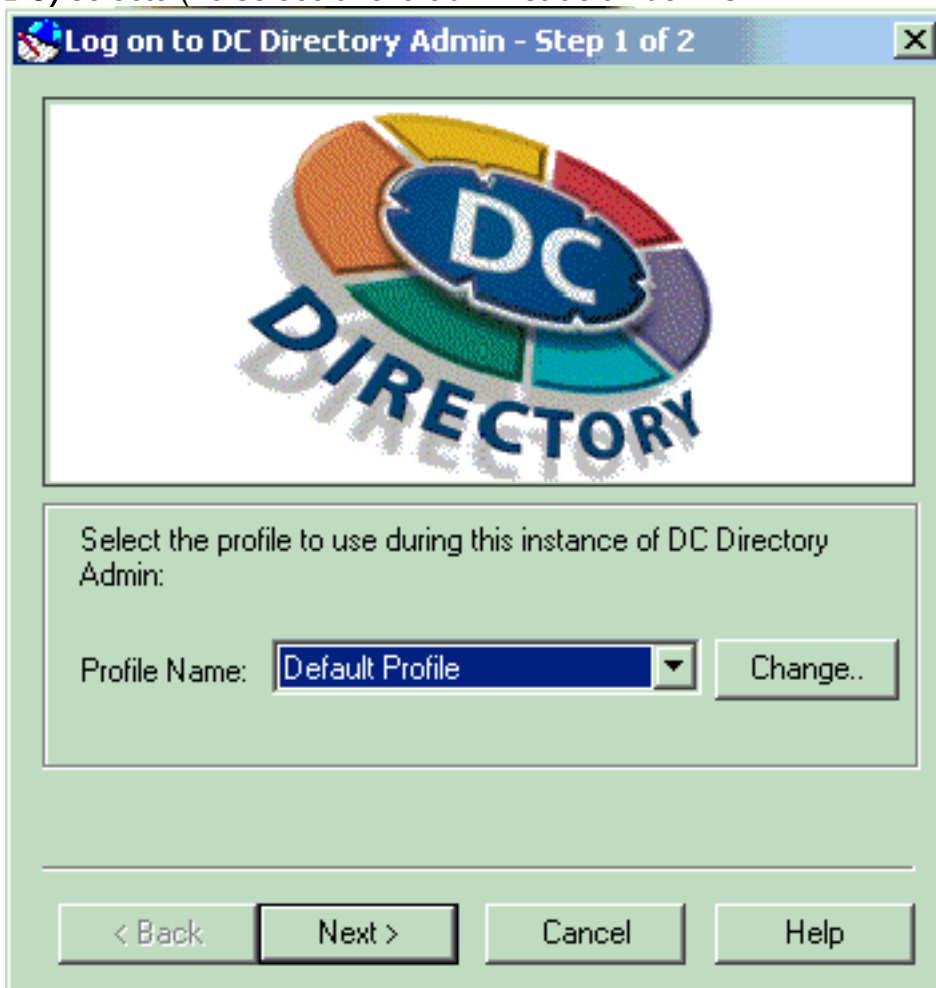 Log on to DC Directory Admin - Step 1 of 2
DC
DIRECTORY
Select the profile to use during this instance of DC Directory
Admin:
Profile Name: Default Profile Change..
< Back Next > Cancel Help